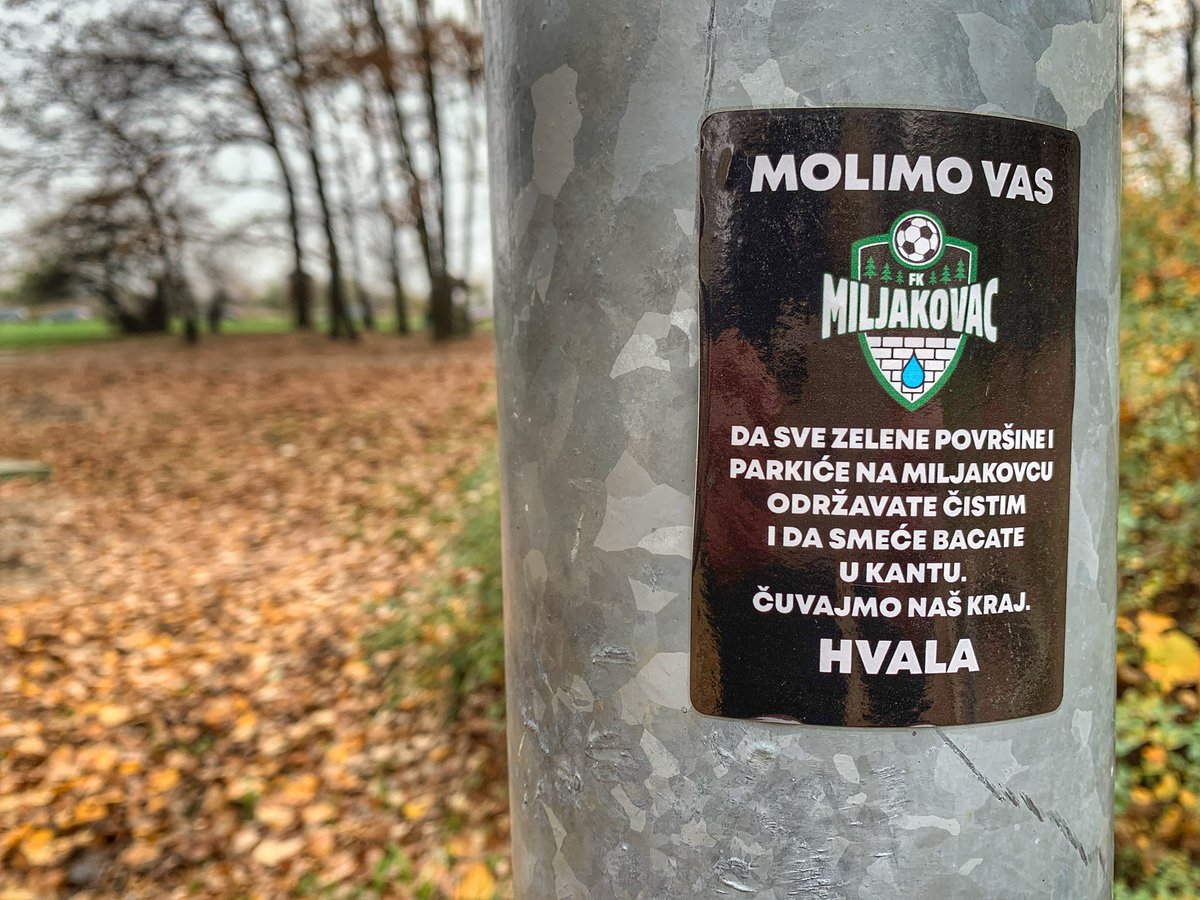 MOLIMO VAS
FK
MILJAKOVAC
DA SVE ZELENE POVRŠINE I
PARKIĆE NA MILJAKOVCU
ODRŽAVATE ČISTIM
I DA SMEĆE BACATE
U KANTU.
ČUVAJMO NAŠ KRAJ.
HVALA